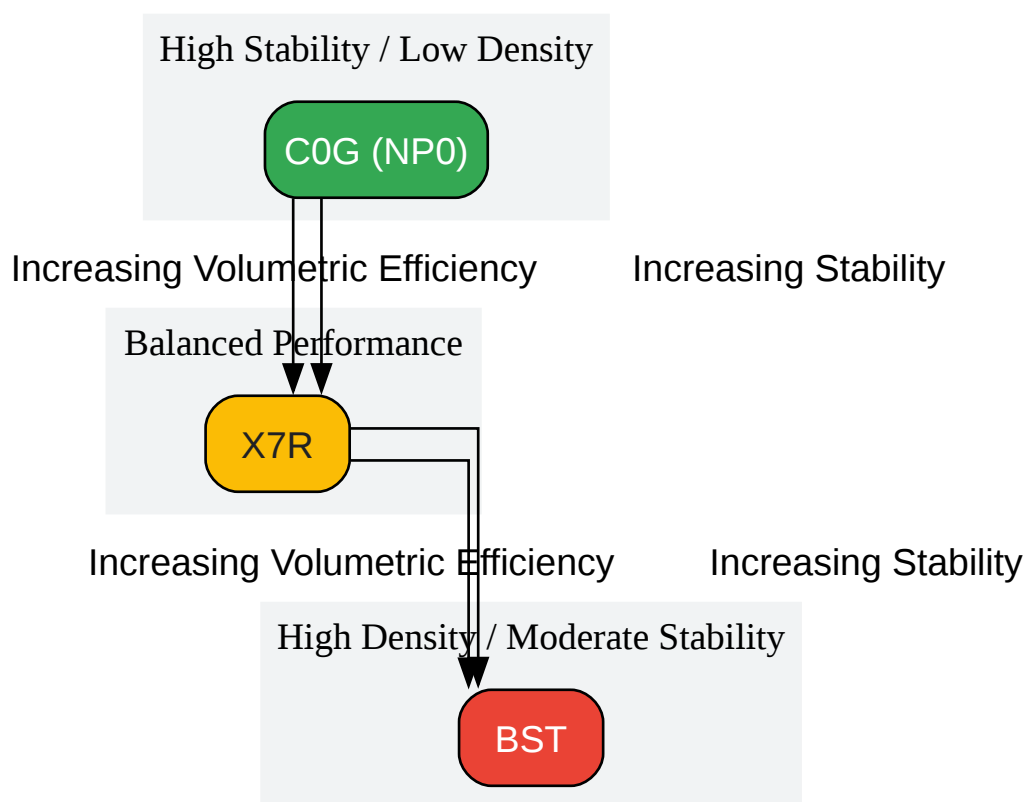 High Stability / Low Density
C0G (NP0)
Increasing Volumetric Efficiency
Increasing Stability
Balanced Performance
X7R
Increasing Volumetric Efficiency
Increasing Stability
High Density / Moderate Stability
BST